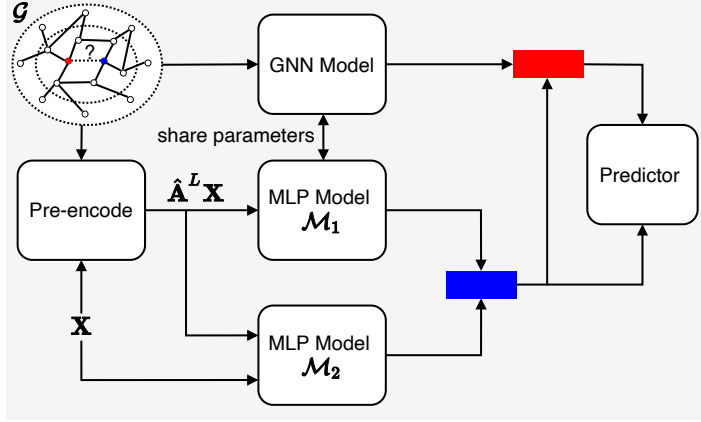 𝓖
?
GNN Model
share parameters
Pre-encode
Â^L X
MLP Model
𝓜₁
Predictor
X
MLP Model
𝓜₂